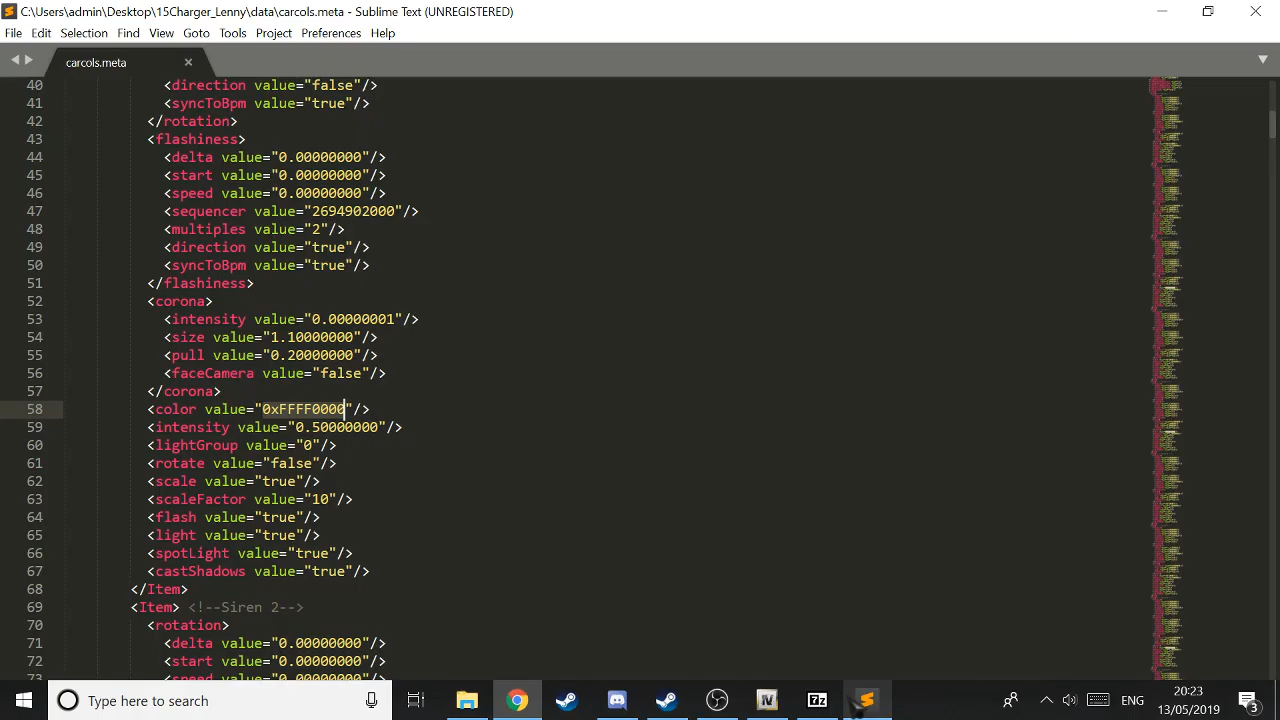 C:\Users\admin\Desktop\15Charger_Lenny\data\carcols.meta - Sublime Text (UNREGISTERED)
File Edit Selection Find View Goto Tools Project Preferences Help
carcols.meta
40 <direction value="false"/>
41 <syncToBpm value="true"/>
42 </rotation>
43 <flashiness>
44 <delta value="0.00000000"/>
45 <start value="0.00000000"/>
46 <speed value="0.00000000"/>
47 <sequencer value="2694902000"/>
48 <multiples value="2"/>
49 <direction value="true"/>
50 <syncToBpm value="true"/>
51 </flashiness>
52 <corona>
53 <intensity value="0.00000001"/>
54 <size value="1.00000000"/>
55 <pull value="0.20000000"/>
56 <faceCamera value="false"/>
57 </corona>
58 <color value="0xFFFF0000"/>
59 <intensity value="0.50000000"/>
60 <lightGroup value="0"/>
61 <rotate value="false"/>
62 <scale value="true"/>
63 <scaleFactor value="10"/>
64 <flash value="true"/>
65 <light value="true"/>
66 <spotLight value="true"/>
67 <castShadows value="true"/>
68 </Item>
69 <Item> <!--Siren 2-->
70 <rotation>
71 <delta value="0.00000000"/>
72 <start value="0.00000000"/>
73 <speed value="0.00000000"/>
Type here to search
ENG
20:23
13/05/2019
3